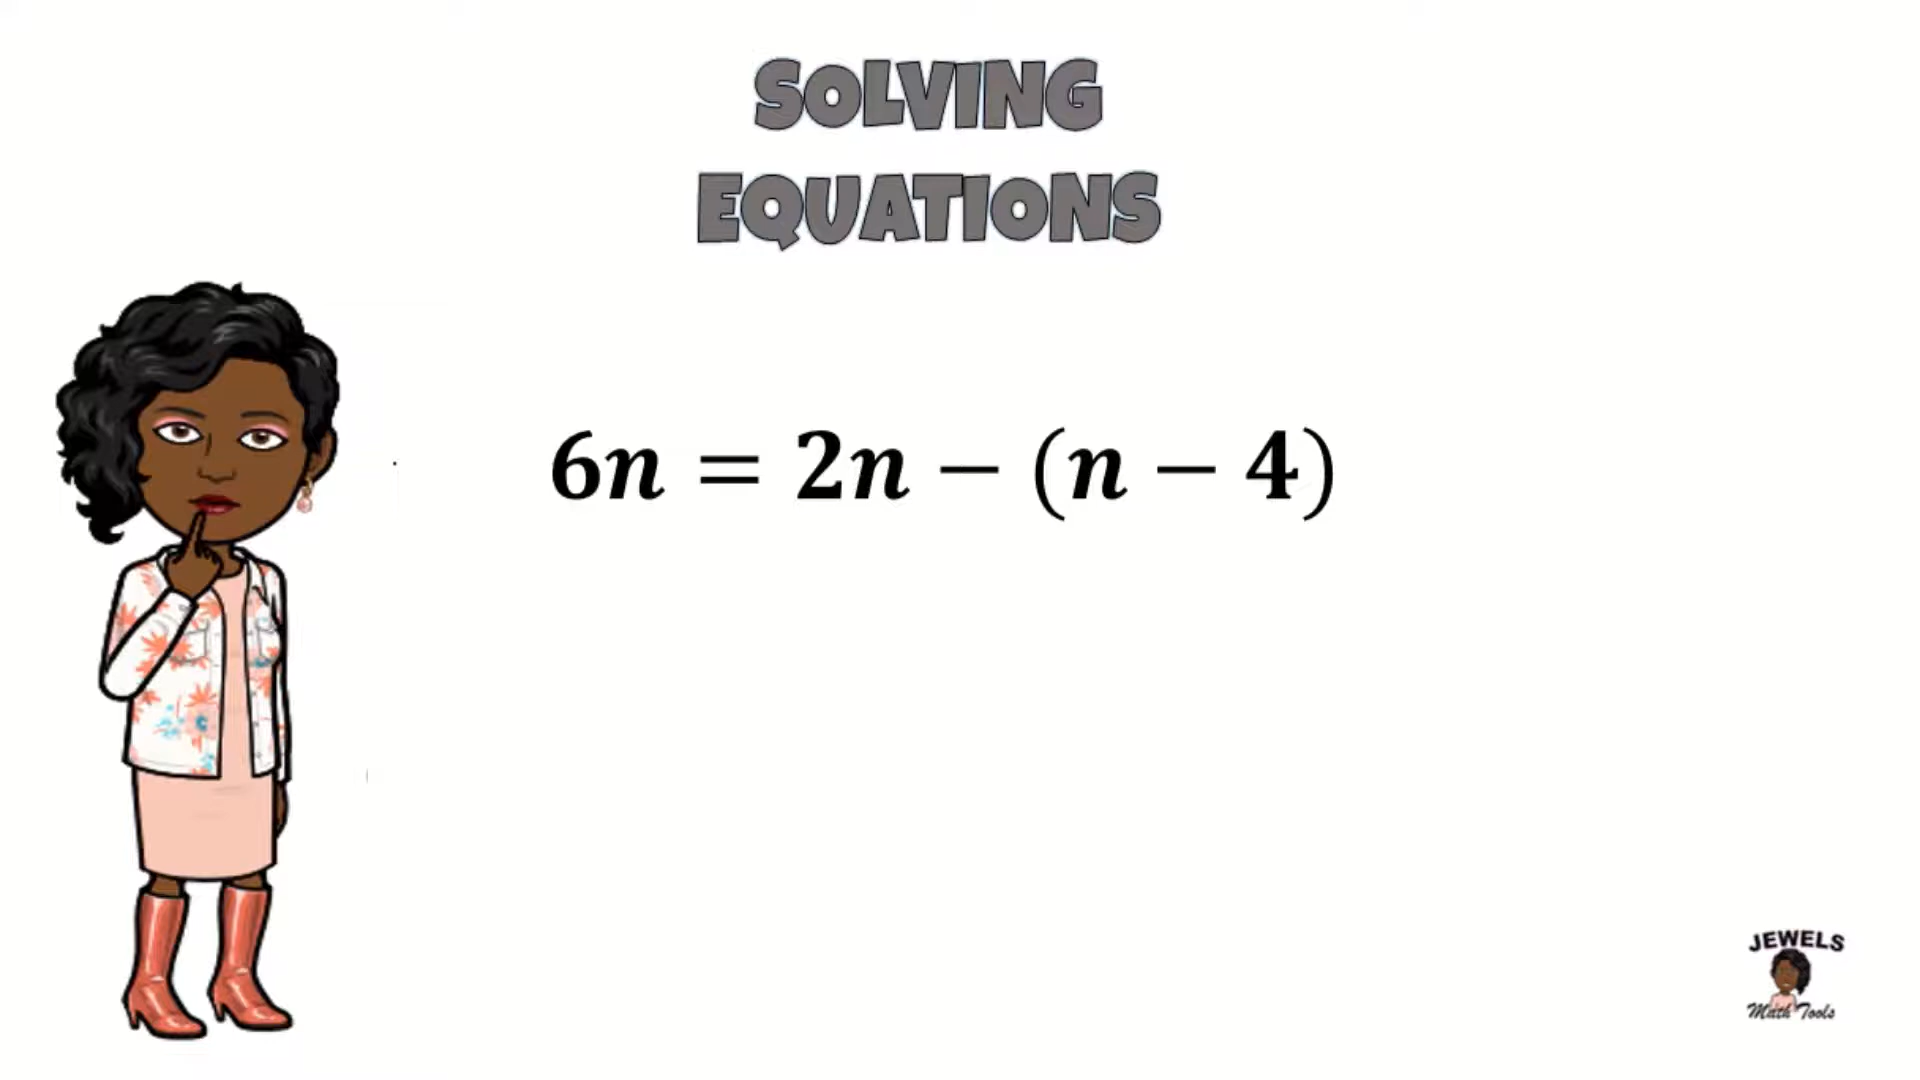 SOLVING
EQUATIONS
6n = 2n − (n − 4)
JEWELS
Math Tools